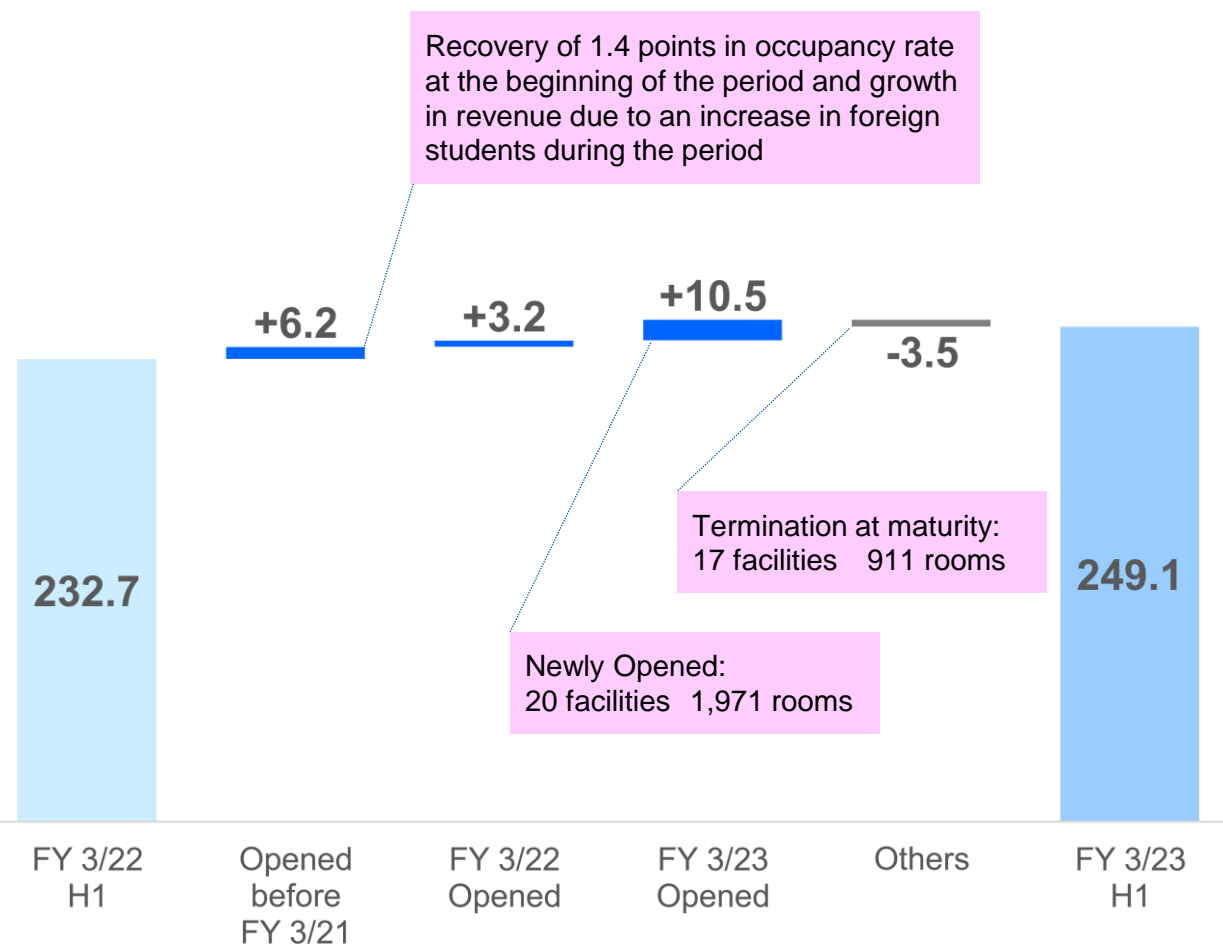 Recovery of 1.4 points in occupancy rate
at the beginning of the period and growth
in revenue due to an increase in foreign
students during the period
+6.2
+3.2
+10.5
-3.5
232.7
249.1
Termination at maturity:
17 facilities 911 rooms
Newly Opened:
20 facilities 1,971 rooms
FY 3/22
H1
Opened
before
FY 3/21
FY 3/22
Opened
FY 3/23
Opened
Others
FY 3/23
H1